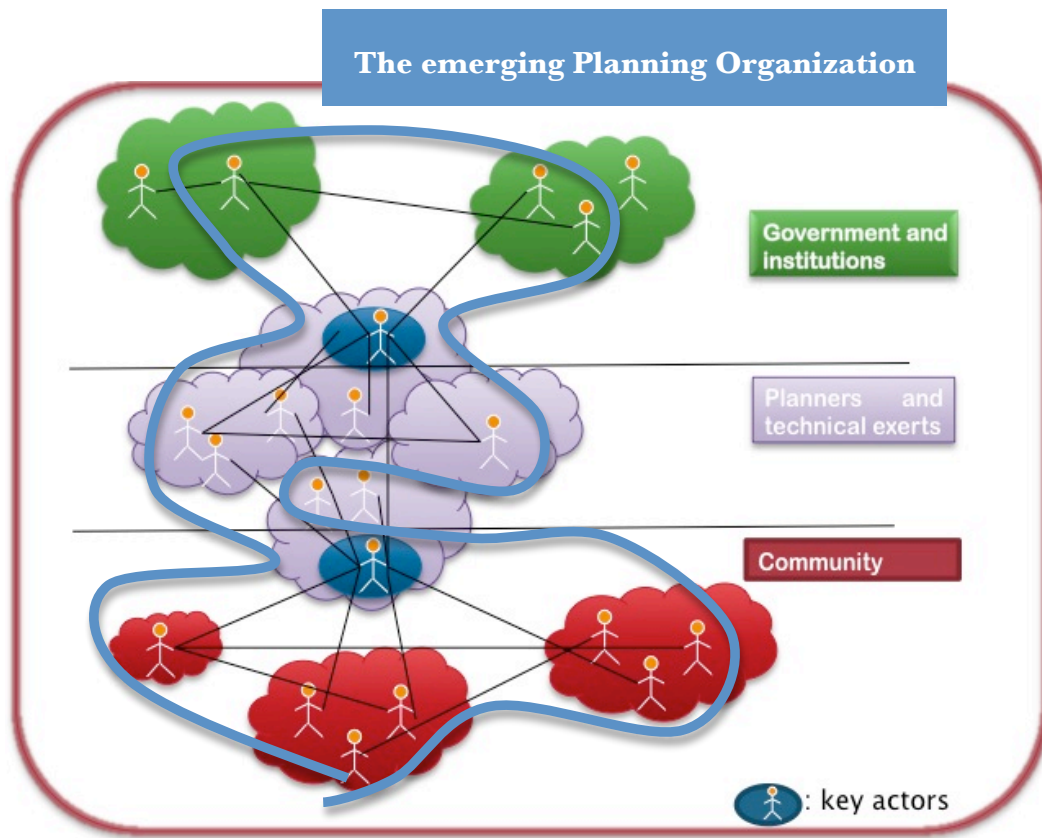 The emerging Planning Organization
Government and
institutions
Planners and
technical exerts
Community
: key actors